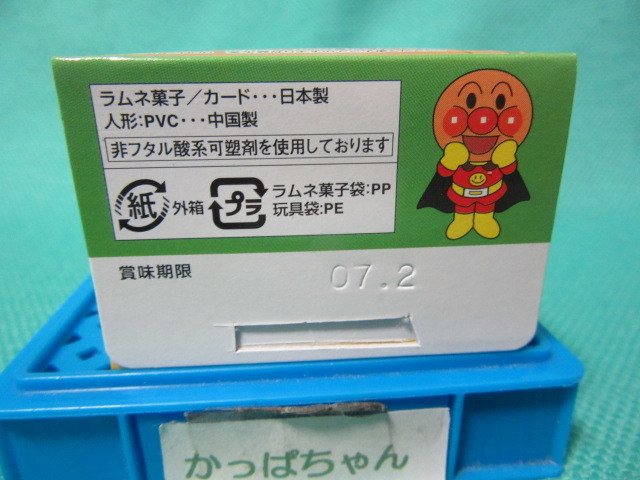 ラムネ菓子／カード・・・日本製
人形:PVC・・・中国製
非フタル酸系可塑剤を使用しております
紙 外箱 プラ ラムネ菓子袋:PP
玩具袋:PE
賞味期限 07.2
かっぱちゃん